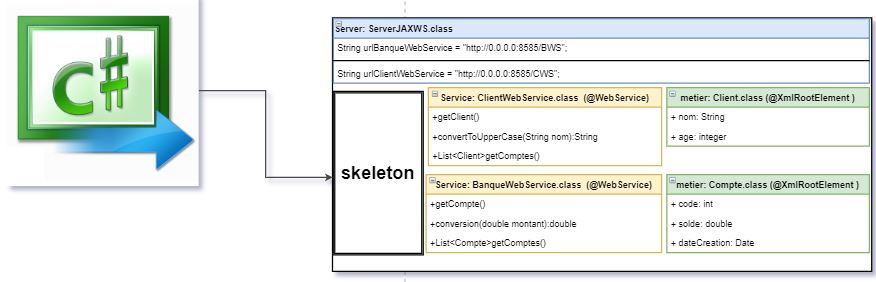 C#
Server: ServerJAXWS.class
String urlBanqueWebService = "http://0.0.0.0:8585/BWS";
String urlClientWebService = "http://0.0.0.0:8585/CWS";
skeleton
Service: ClientWebService.class (@WebService)
+getClient()
+convertToUpperCase(String nom):String
+List<Client>getComptes()
metier: Client.class (@XmlRootElement )
+ nom: String
+ age: integer
Service: BanqueWebService.class (@WebService)
+getCompte()
+conversion(double montant):double
+List<Compte>getComptes()
metier: Compte.class (@XmlRootElement )
+ code: int
+ solde: double
+ dateCreation: Date